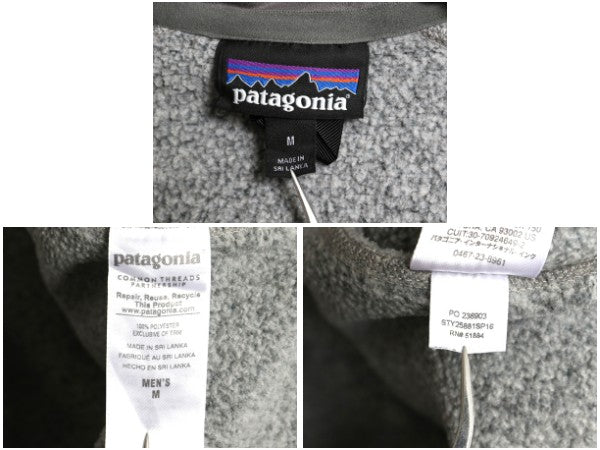 patagonia®
M
MADE IN
SRI LANKA
patagonia
COMMON THREADS
PARTNERSHIP
Repair, Reuse, Recycle
This Product
www.patagonia.com
100% POLYESTER
EXCLUSIVE OF TRIM
MADE IN SRI LANKA
FABRIQUÉ AU SRI LANKA
HECHO EN SRI LANKA
MEN'S
M
CA 93002 US
CUIT:30-70924649-2
パタゴニア・インターナショナル・インク
0467-23-8961
PO 238903
STY25881SP16
RN# 51884